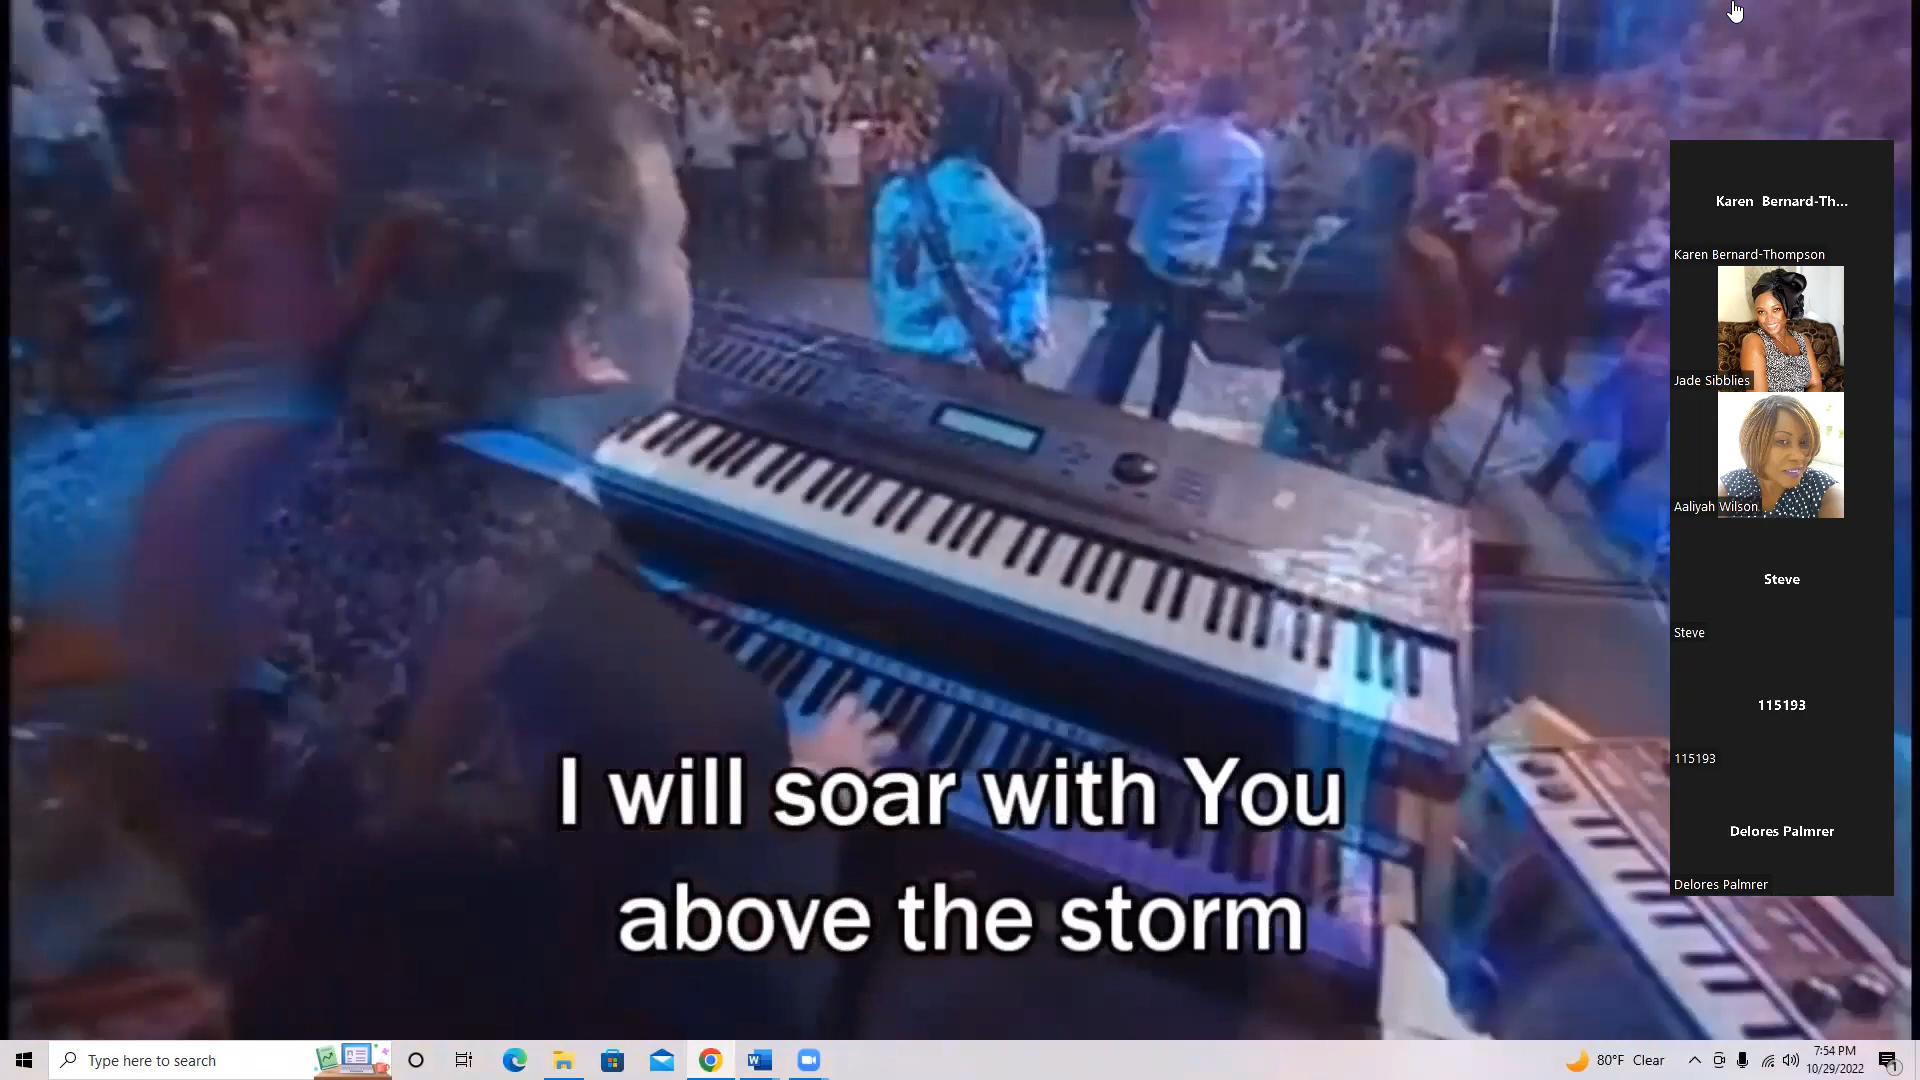 Karen Bernard-Th...
Karen Bernard-Thompson
Jade Sibblies
Aaliyah Wilson
Steve
Steve
115193
115193
Delores Palmrer
Delores Palmrer
I will soar with You
above the storm
Type here to search
80°F Clear
7:54 PM
10/29/2022
1